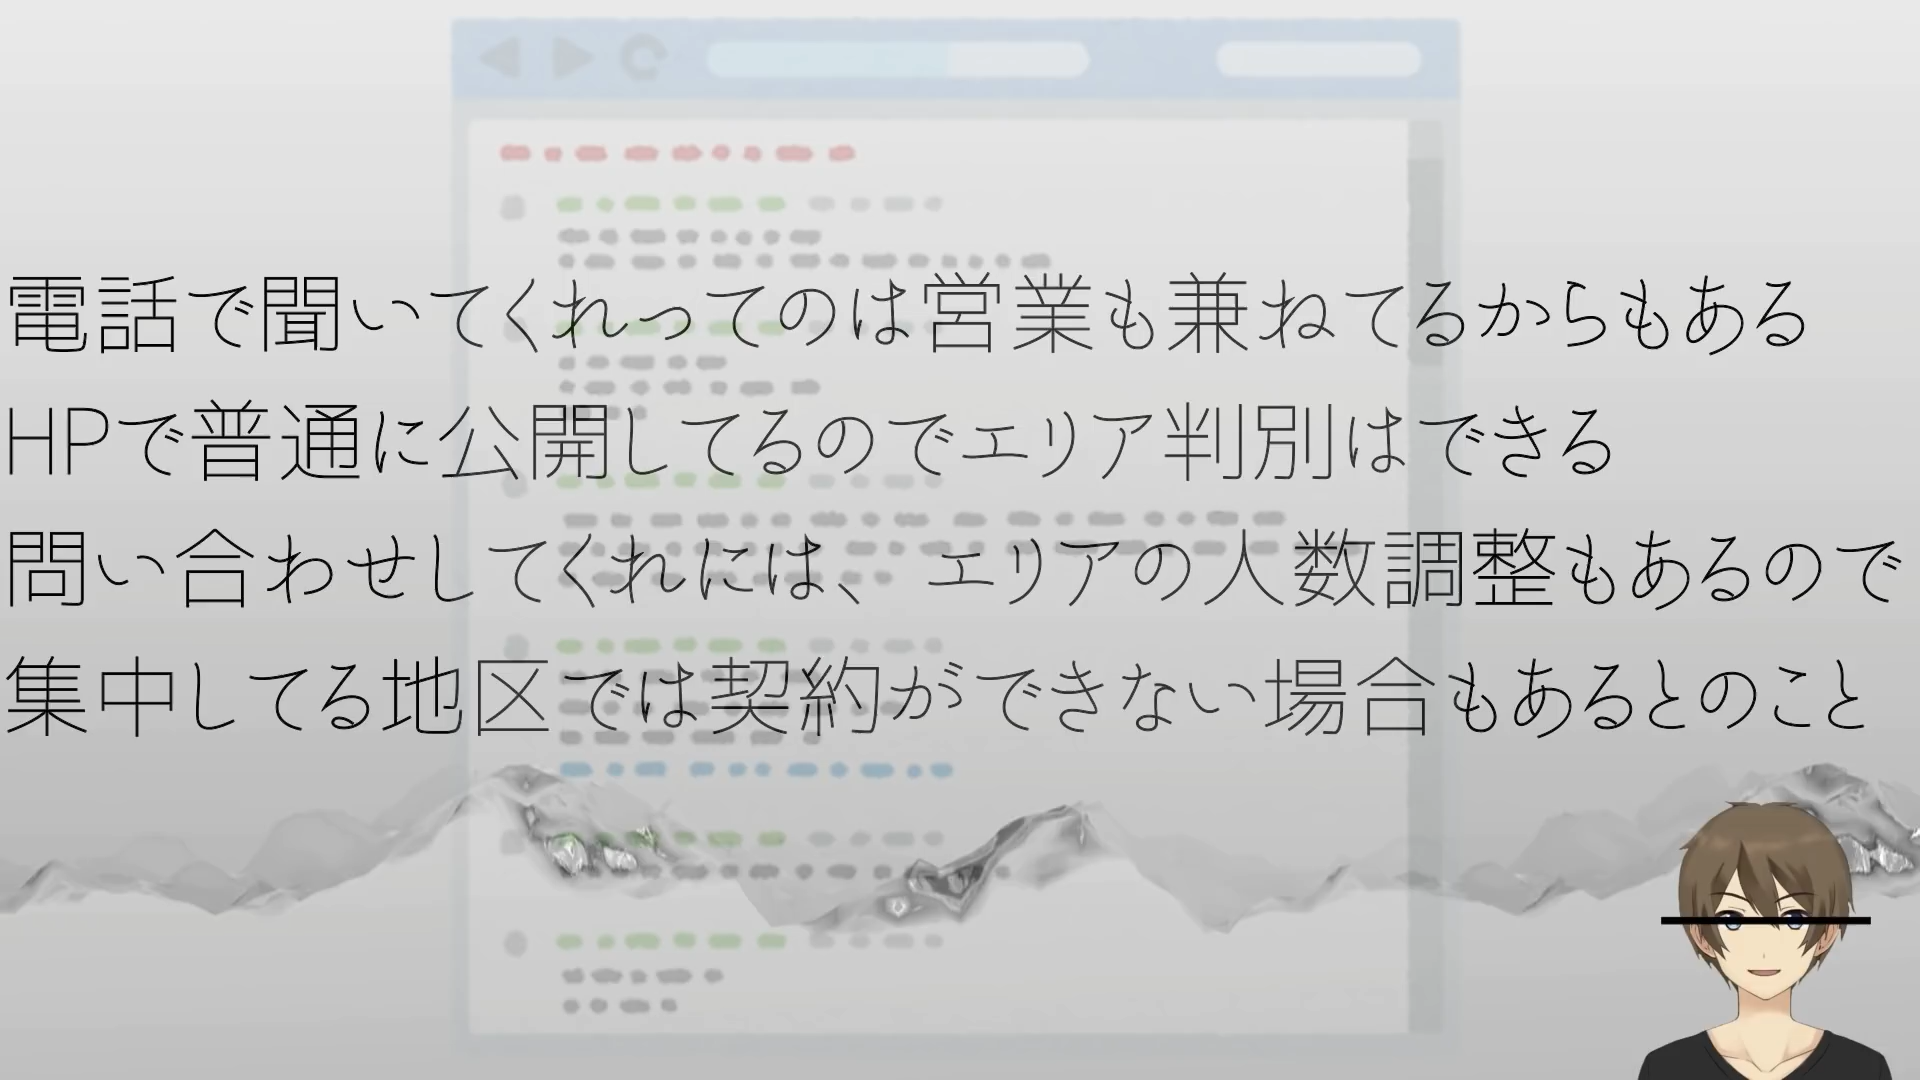 電話で聞いてくれってのは営業も兼ねてるからもある
HPで普通に公開してるのでエリア判別はできる
問い合わせしてくれには、エリアの人数調整もあるので
集中してる地区では契約ができない場合もあるとのこと